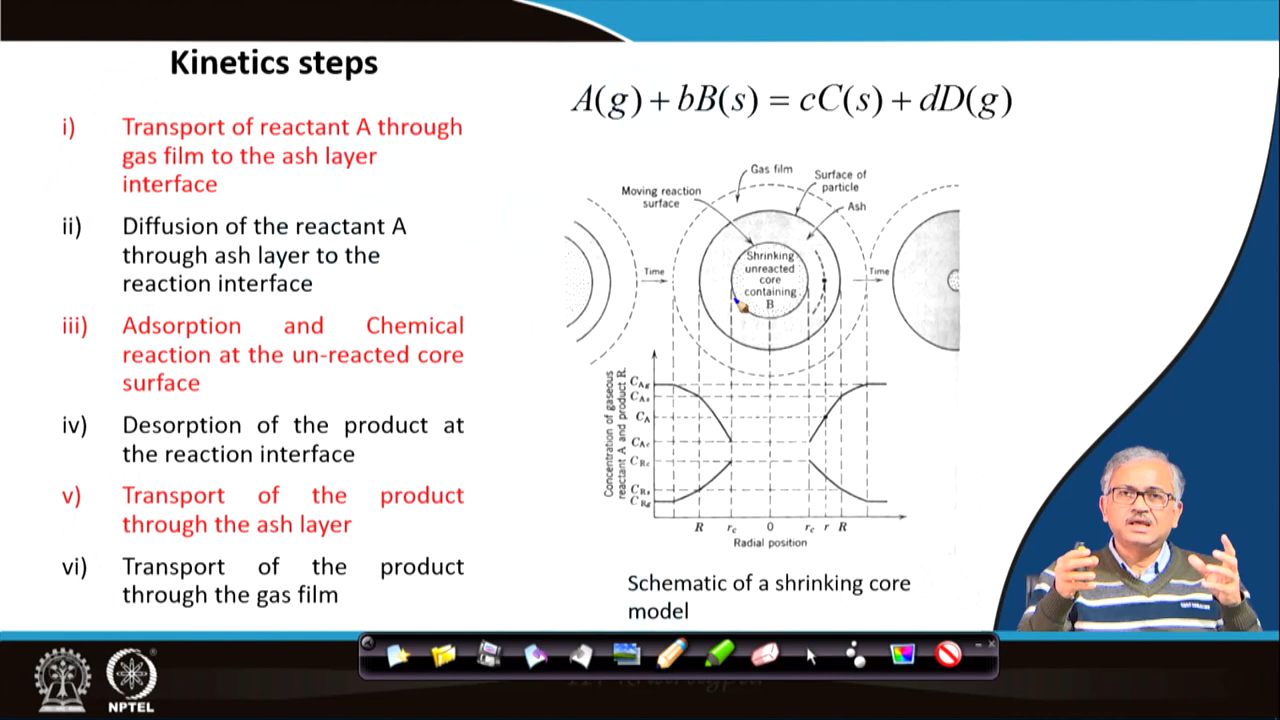 Kinetics steps
A(g) + bB(s) = cC(s) + dD(g)
i) Transport of reactant A through
gas film to the ash layer
interface
ii) Diffusion of the reactant A
through ash layer to the
reaction interface
iii) Adsorption and Chemical
reaction at the un-reacted core
surface
iv) Desorption of the product at
the reaction interface
v) Transport of the product
through the ash layer
vi) Transport of the product
through the gas film
Gas film
Moving reaction
surface
Surface of
particle
Ash
Time
Shrinking
unreacted
core
containing
B
Time
Concentration of gaseous
reactant A and product R.
C_Ag
C_As
C_A
C_Ac
C_Rc
C_Rs
C_Rg
R r_c 0 r_c r R
Radial position
Schematic of a shrinking core
model
NPTEL